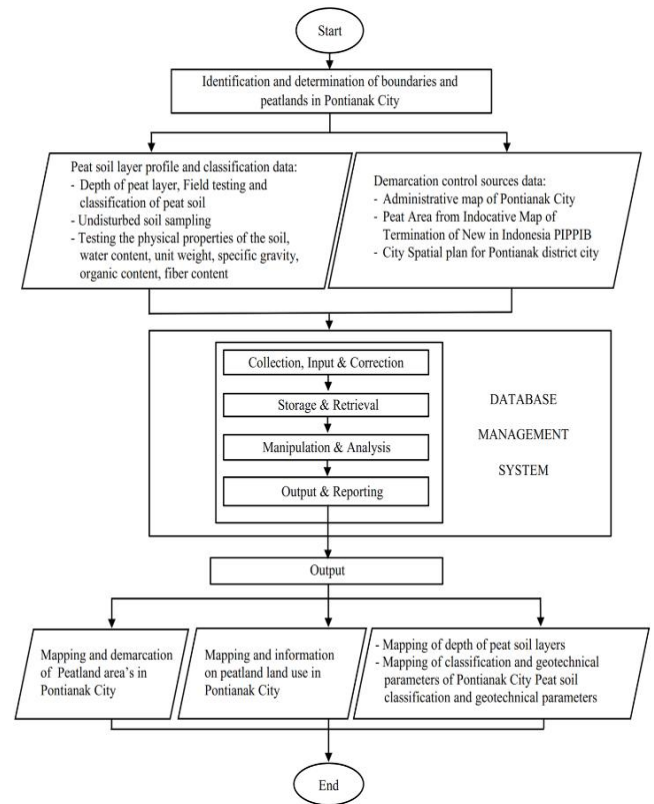 Start
Identification and determination of boundaries and
peatlands in Pontianak City
Peat soil layer profile and classification data:
- Depth of peat layer, Field testing and
classification of peat soil
- Undisturbed soil sampling
- Testing the physical properties of the soil,
water content, unit weight, specific gravity,
organic content, fiber content
Demarcation control sources data:
- Administrative map of Pontianak City
- Peat Area from Indocative Map of
Termination of New in Indonesia PIPPIB
- City Spatial plan for Pontianak district city
Collection, Input & Correction
Storage & Retrieval
Manipulation & Analysis
Output & Reporting
DATABASE
MANAGEMENT
SYSTEM
Output
Mapping and demarcation
of Peatland area's in
Pontianak City
Mapping and information
on peatland land use in
Pontianak City
- Mapping of depth of peat soil layers
- Mapping of classification and geotechnical
parameters of Pontianak City Peat soil
classification and geotechnical parameters
End